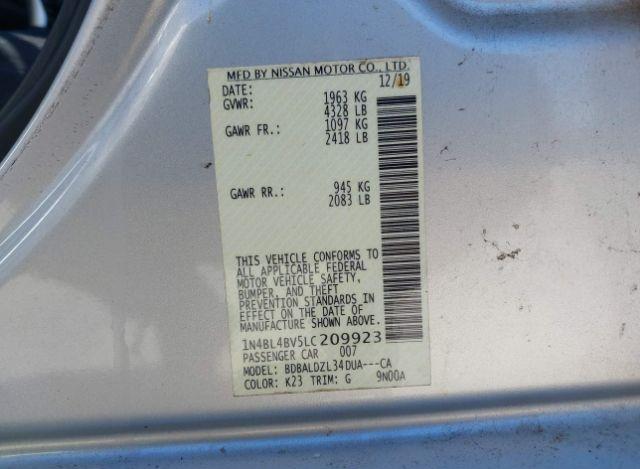 MFD BY NISSAN MOTOR CO., LTD.
DATE: 12/19
GVWR: 1963 KG
4328 LB
GAWR FR.: 1097 KG
2418 LB
GAWR RR.: 945 KG
2083 LB
THIS VEHICLE CONFORMS TO
ALL APPLICABLE FEDERAL
MOTOR VEHICLE SAFETY,
BUMPER, AND THEFT
PREVENTION STANDARDS IN
EFFECT ON THE DATE OF
MANUFACTURE SHOWN ABOVE.
1N4BL4BV5LC209923
PASSENGER CAR 007
MODEL: BDBALDZL34DUA---CA
COLOR: K23 TRIM: G 9N00A